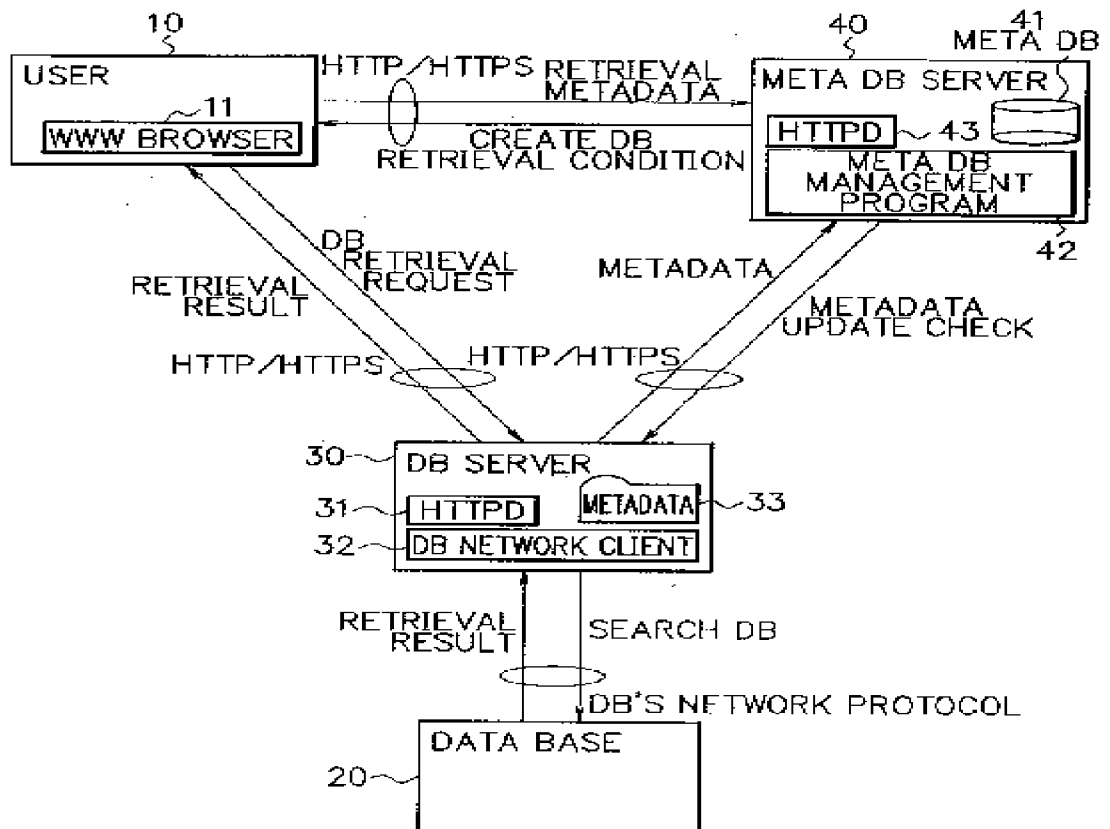 10
USER
11
WWW BROWSER
HTTP/HTTPS
RETRIEVAL
METADATA
CREATE DB
RETRIEVAL CONDITION
40
41
META DB
META DB SERVER
HTTPD
43
META DB
MANAGEMENT
PROGRAM
42
DB
RETRIEVAL
REQUEST
RETRIEVAL
RESULT
HTTP/HTTPS
METADATA
METADATA
UPDATE CHECK
HTTP/HTTPS
30
DB SERVER
31
HTTPD
METADATA
33
32
DB NETWORK CLIENT
RETRIEVAL
RESULT
SEARCH DB
DB'S NETWORK PROTOCOL
DATA BASE
20